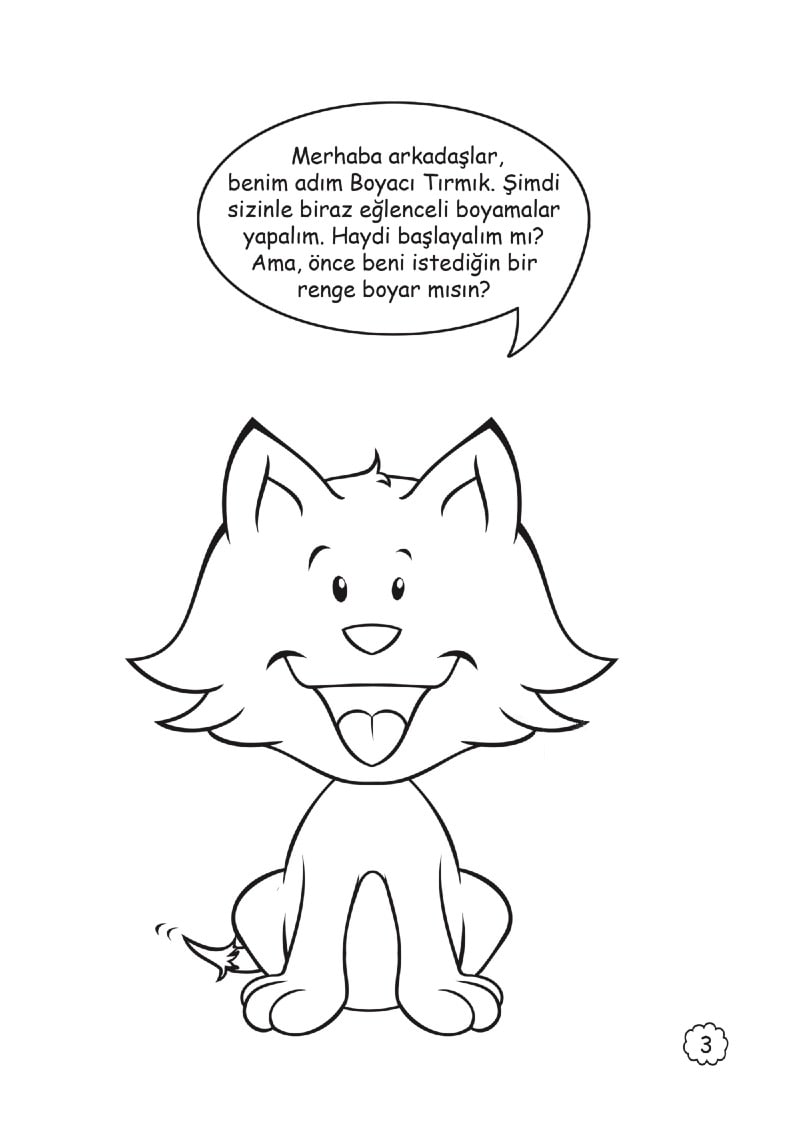 Merhaba arkadaşlar,
benim adım Boyacı Tırmık. Şimdi
sizinle biraz eğlenceli boyamalar
yapalım. Haydi başlayalım mı?
Ama, önce beni istediğin bir
renge boyar mısın?
3